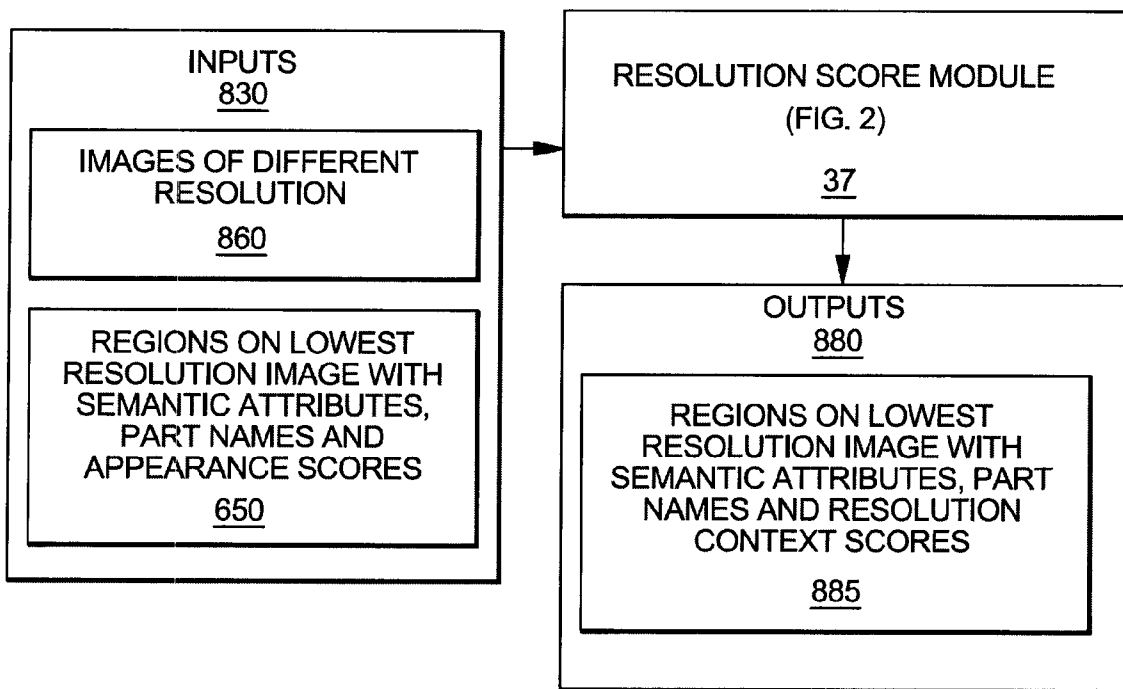 INPUTS
830
IMAGES OF DIFFERENT
RESOLUTION
860
REGIONS ON LOWEST
RESOLUTION IMAGE WITH
SEMANTIC ATTRIBUTES,
PART NAMES AND
APPEARANCE SCORES
650
RESOLUTION SCORE MODULE
(FIG. 2)
37
OUTPUTS
880
REGIONS ON LOWEST
RESOLUTION IMAGE WITH
SEMANTIC ATTRIBUTES, PART
NAMES AND RESOLUTION
CONTEXT SCORES
885